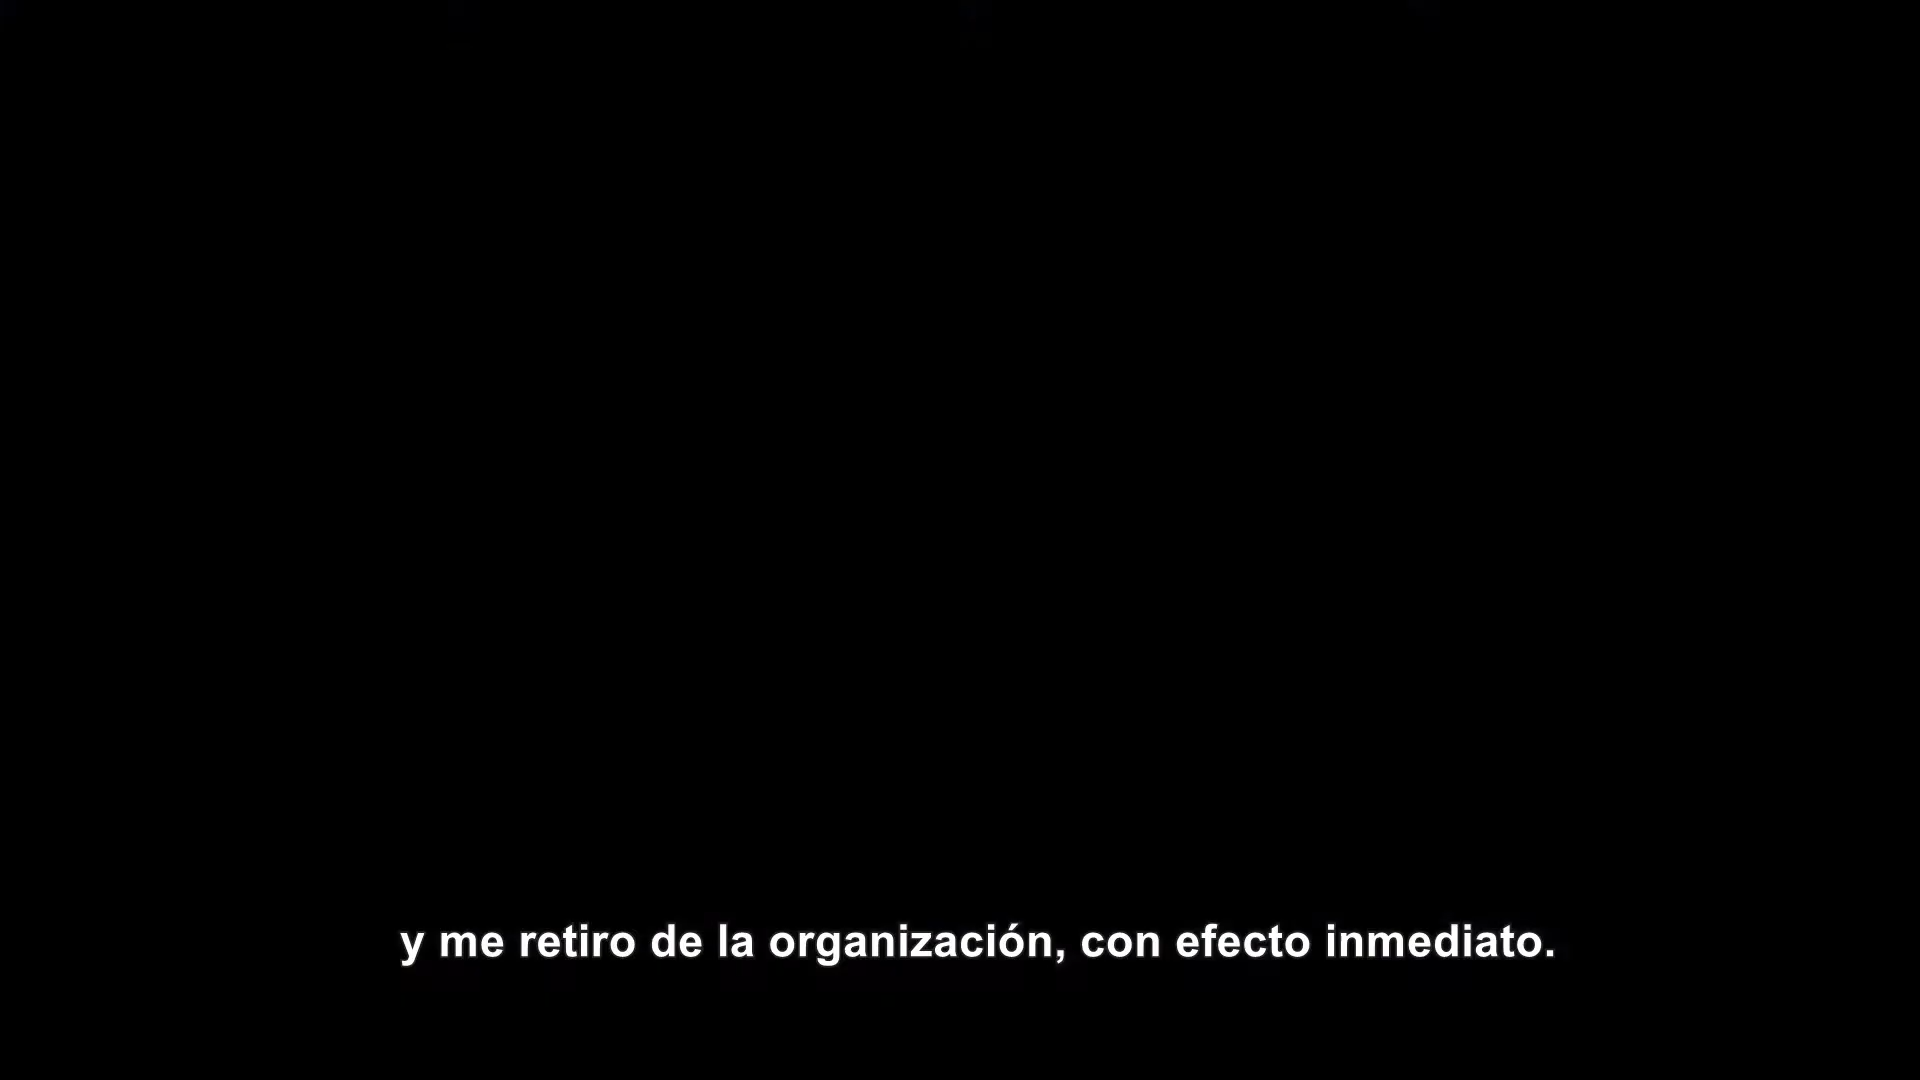 y me retiro de la organización, con efecto inmediato.